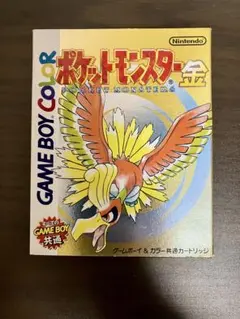 Nintendo
ポケットモンスター
金
POCKET MONSTERS
GAME BOY COLOR
GAME BOY
共通
ゲームボーイ&カラー共通カートリッジ